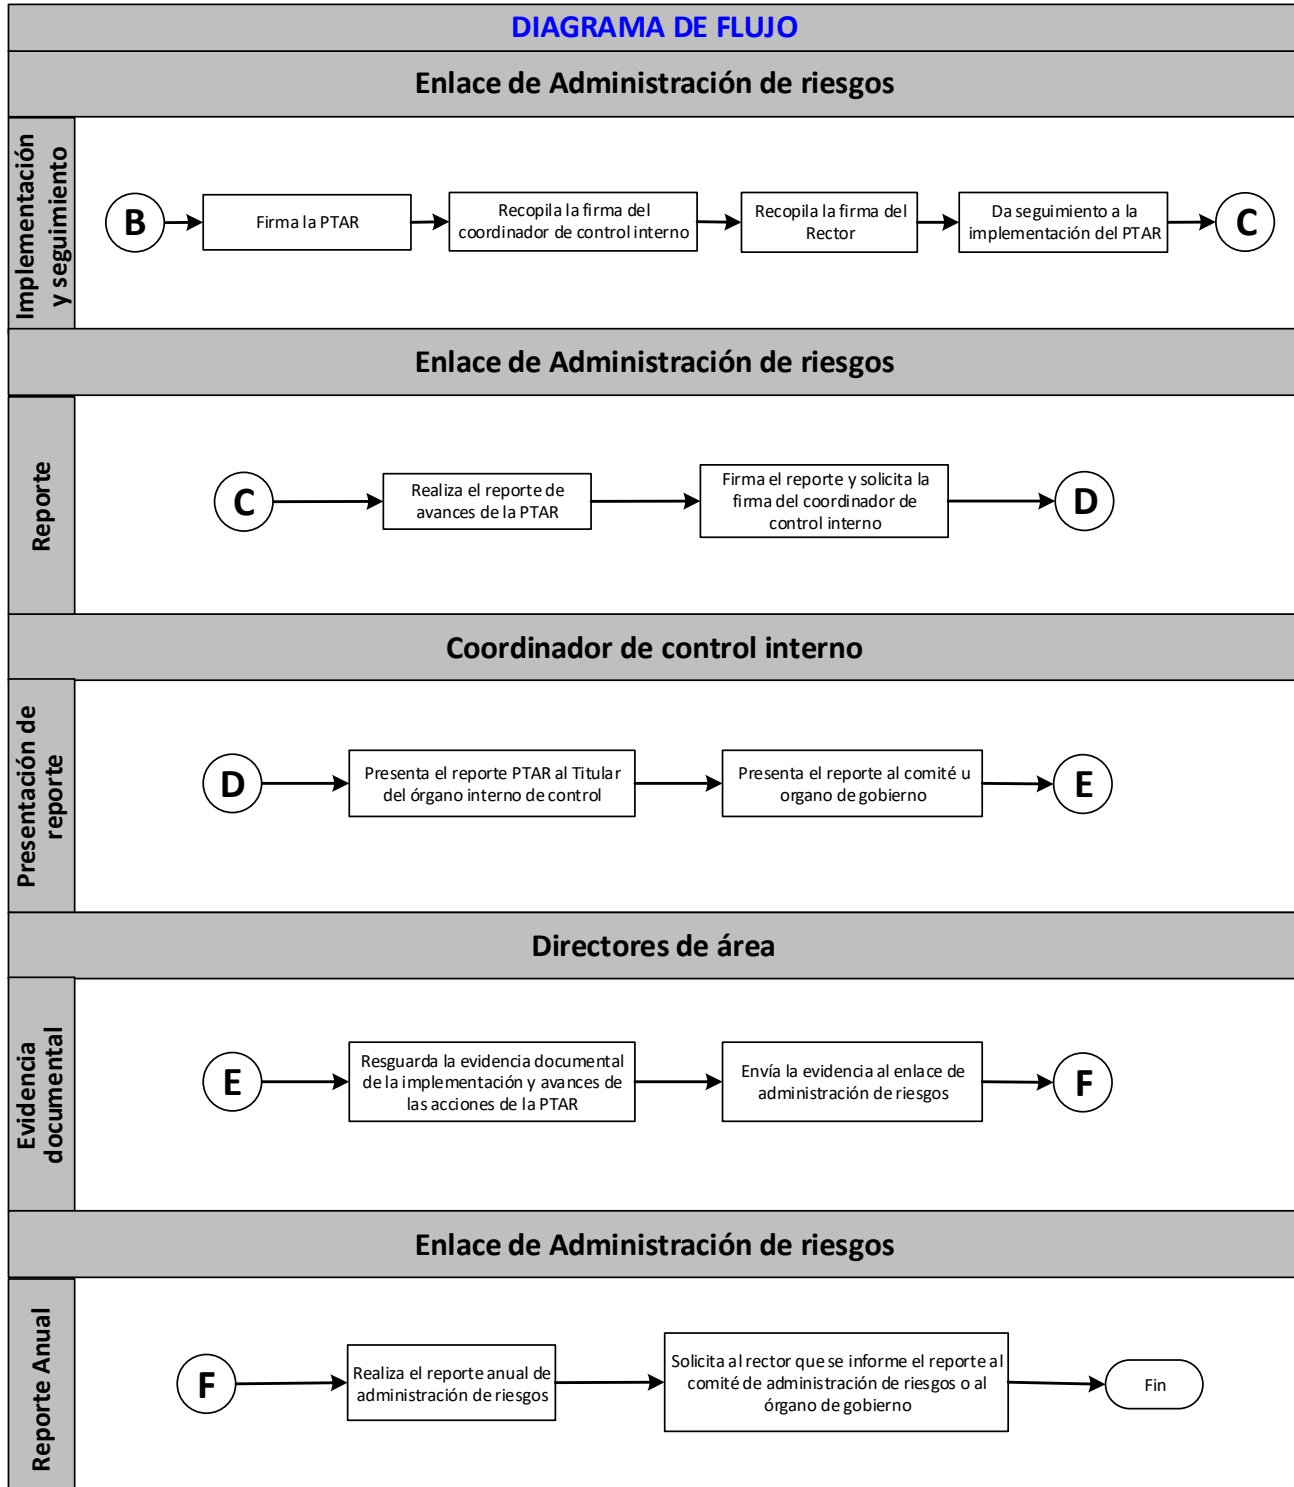 DIAGRAMA DE FLUJO
Enlace de Administración de riesgos
Implementación
y seguimiento
B
Firma la PTAR
Recopila la firma del
coordinador de control interno
Recopila la firma del
Rector
Da seguimiento a la
implementación del PTAR
C
Enlace de Administración de riesgos
Reporte
C
Realiza el reporte de
avances de la PTAR
Firma el reporte y solicita la
firma del coordinador de
control interno
D
Coordinador de control interno
Presentación de
reporte
D
Presenta el reporte PTAR al Titular
del órgano interno de control
Presenta el reporte al comité u
organo de gobierno
E
Directores de área
Evidencia
documental
E
Resguarda la evidencia documental
de la implementación y avances de
las acciones de la PTAR
Envía la evidencia al enlace de
administración de riesgos
F
Enlace de Administración de riesgos
Reporte Anual
F
Realiza el reporte anual de
administración de riesgos
Solicita al rector que se informe el reporte al
comité de administración de riesgos o al
órgano de gobierno
Fin